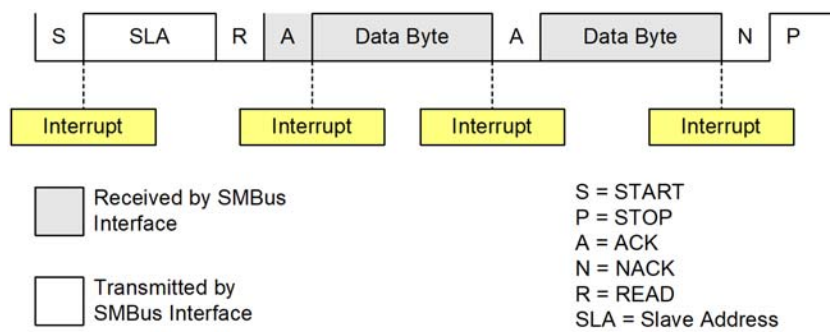 S SLA R A Data Byte A Data Byte N P
Interrupt Interrupt Interrupt Interrupt
Received by SMBus
Interface
Transmitted by
SMBus Interface
S = START
P = STOP
A = ACK
N = NACK
R = READ
SLA = Slave Address